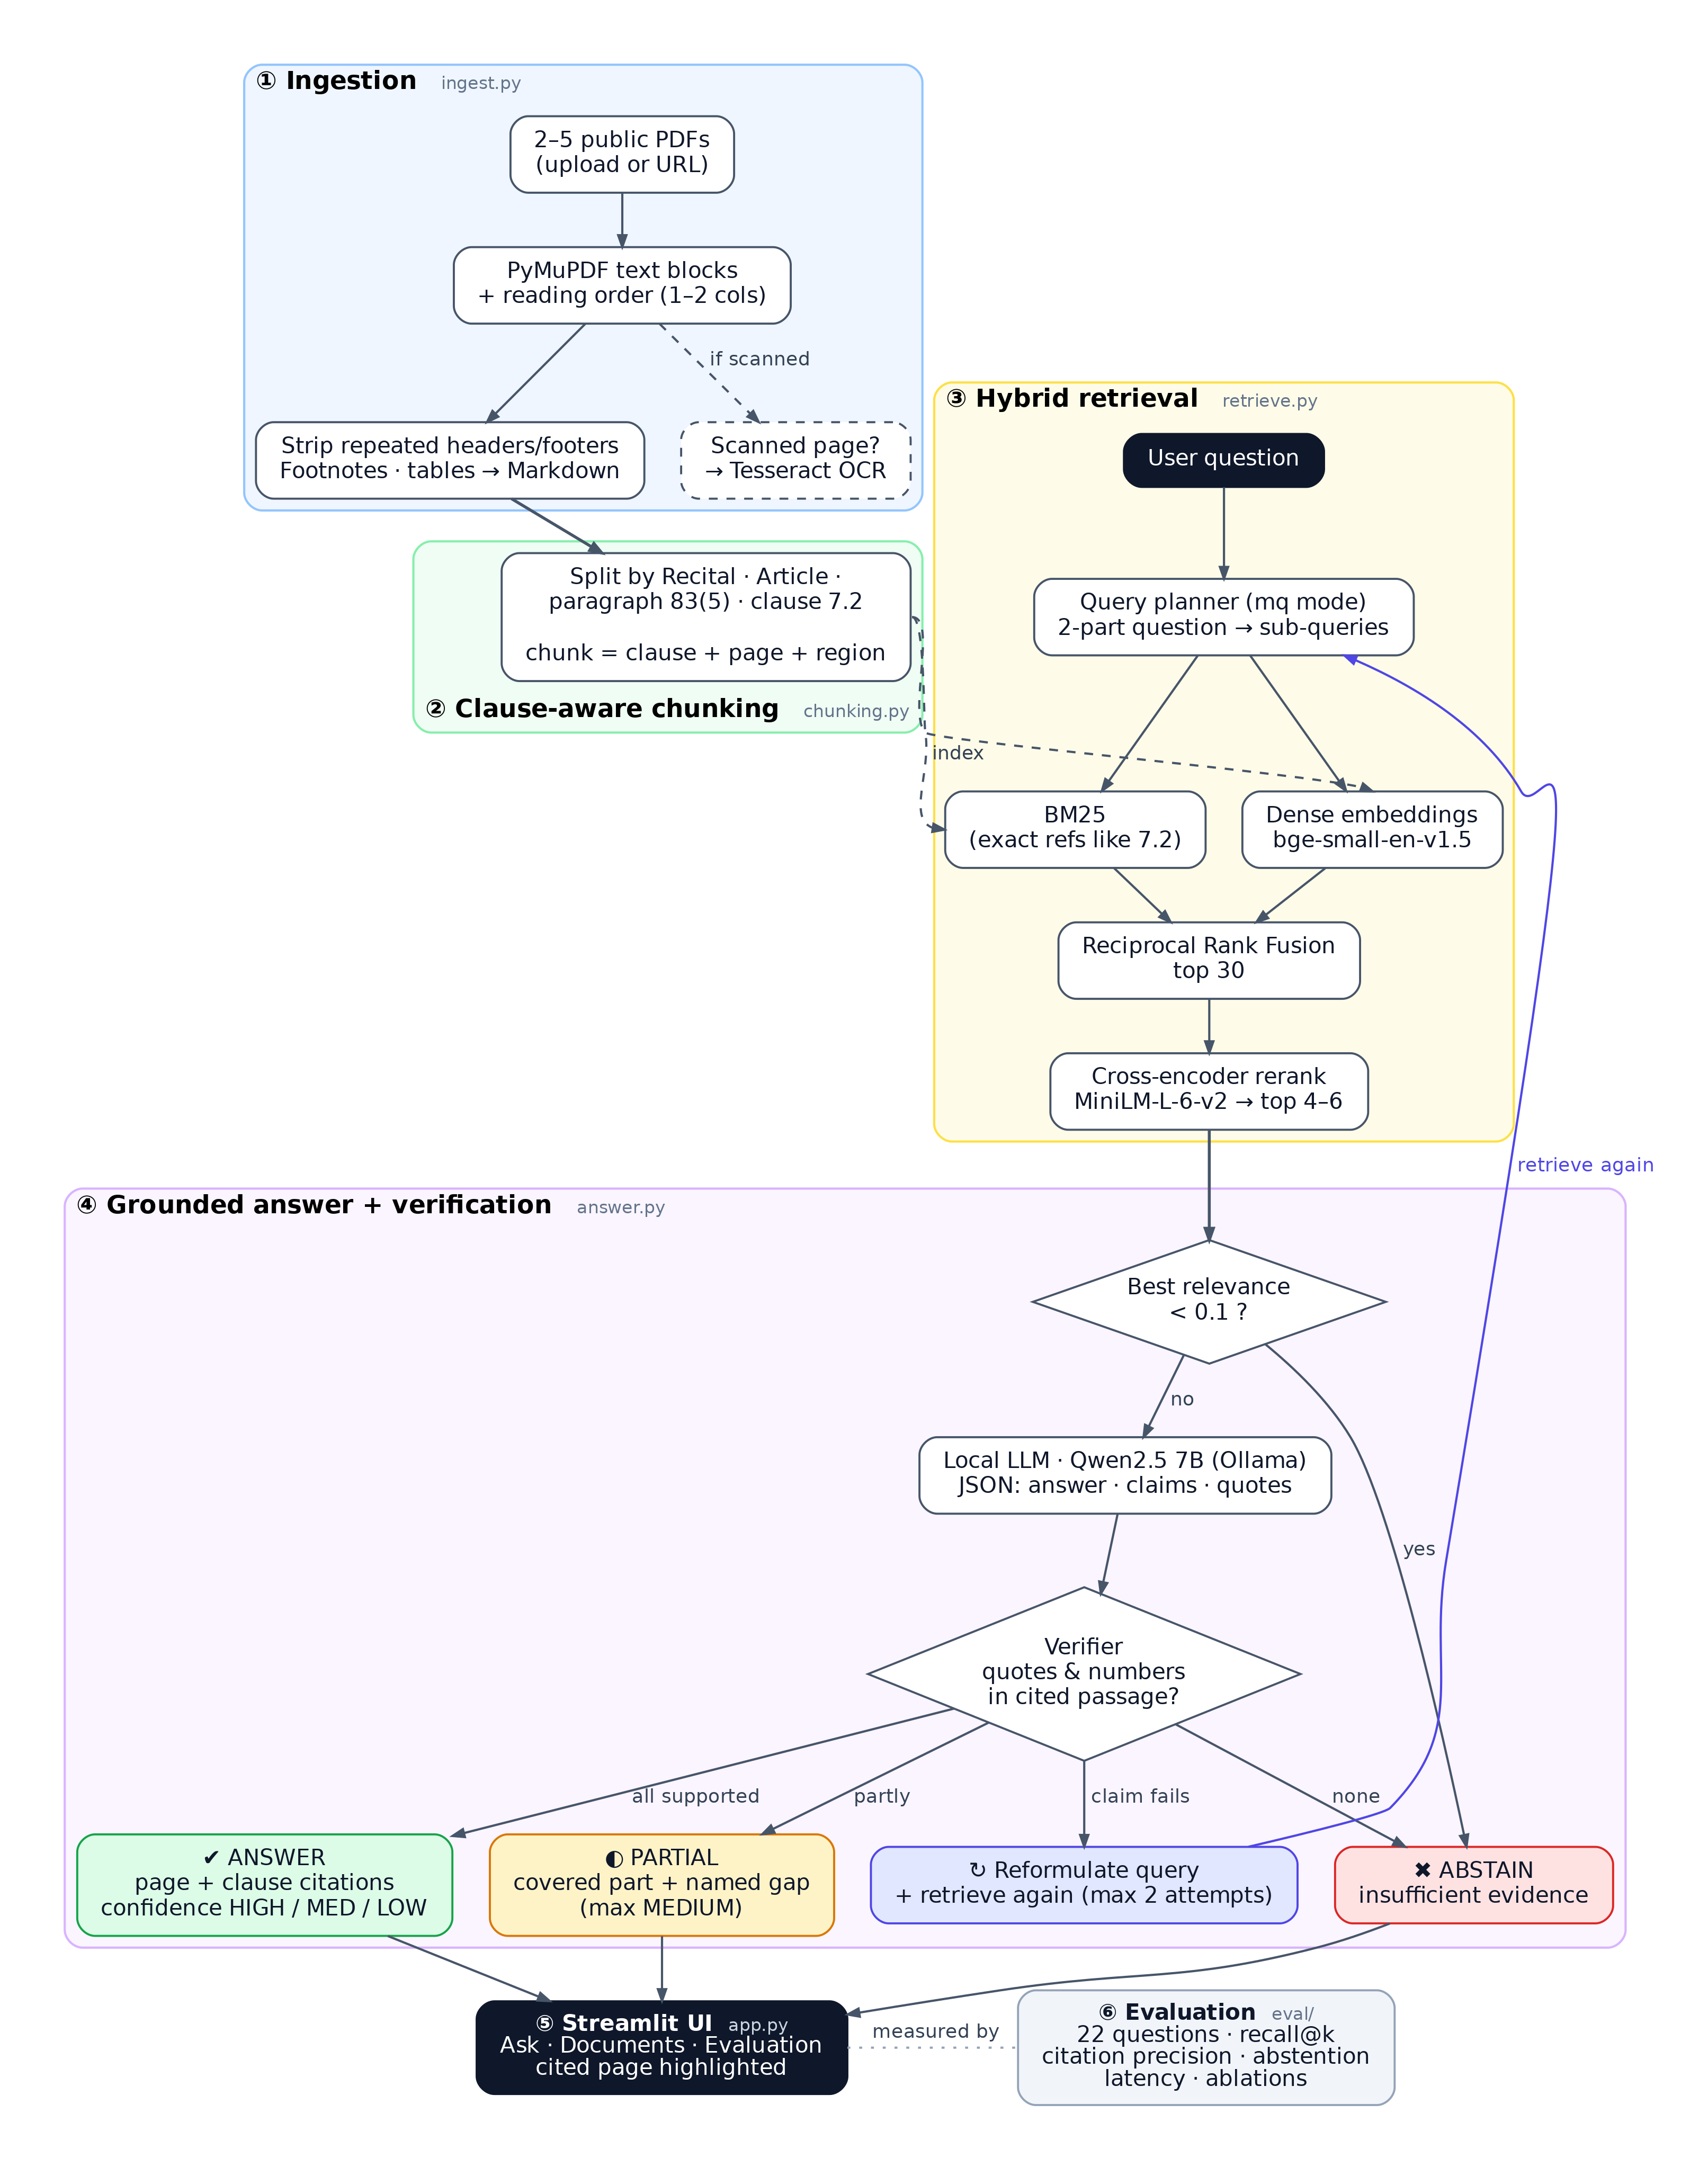 ① Ingestion ingest.py
2–5 public PDFs
(upload or URL)
PyMuPDF text blocks
+ reading order (1–2 cols)
if scanned
Strip repeated headers/footers
Footnotes · tables → Markdown
Scanned page?
→ Tesseract OCR
Split by Recital · Article ·
paragraph 83(5) · clause 7.2
chunk = clause + page + region
② Clause-aware chunking chunking.py
index
③ Hybrid retrieval retrieve.py
User question
Query planner (mq mode)
2-part question → sub-queries
BM25
(exact refs like 7.2)
Dense embeddings
bge-small-en-v1.5
Reciprocal Rank Fusion
top 30
Cross-encoder rerank
MiniLM-L-6-v2 → top 4–6
retrieve again
④ Grounded answer + verification answer.py
Best relevance
< 0.1 ?
no
yes
Local LLM · Qwen2.5 7B (Ollama)
JSON: answer · claims · quotes
Verifier
quotes & numbers
in cited passage?
all supported
partly
claim fails
none
✔ ANSWER
page + clause citations
confidence HIGH / MED / LOW
◐ PARTIAL
covered part + named gap
(max MEDIUM)
↻ Reformulate query
+ retrieve again (max 2 attempts)
✖ ABSTAIN
insufficient evidence
⑤ Streamlit UI app.py
Ask · Documents · Evaluation
cited page highlighted
measured by
⑥ Evaluation eval/
22 questions · recall@k
citation precision · abstention
latency · ablations